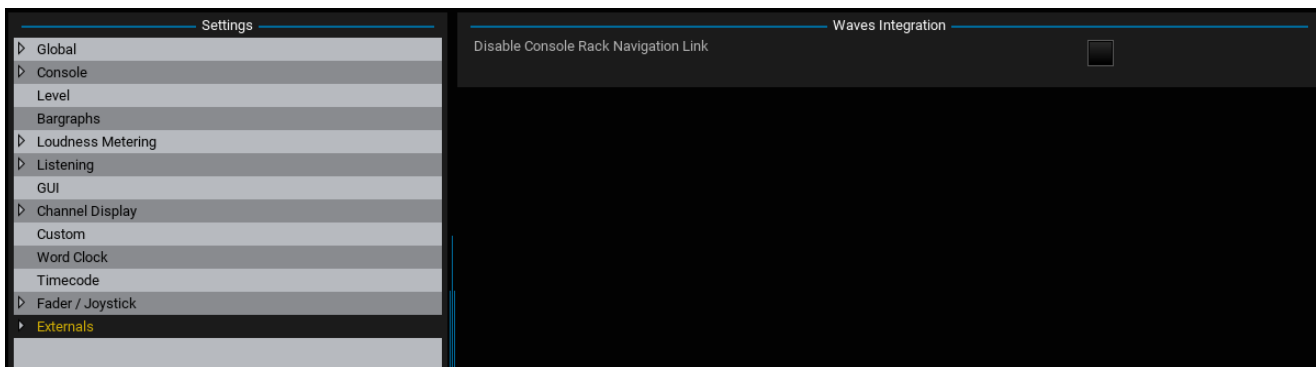 Settings
Global
Console
Level
Bargraphs
Loudness Metering
Listening
GUI
Channel Display
Custom
Word Clock
Timecode
Fader / Joystick
Externals
Waves Integration
Disable Console Rack Navigation Link